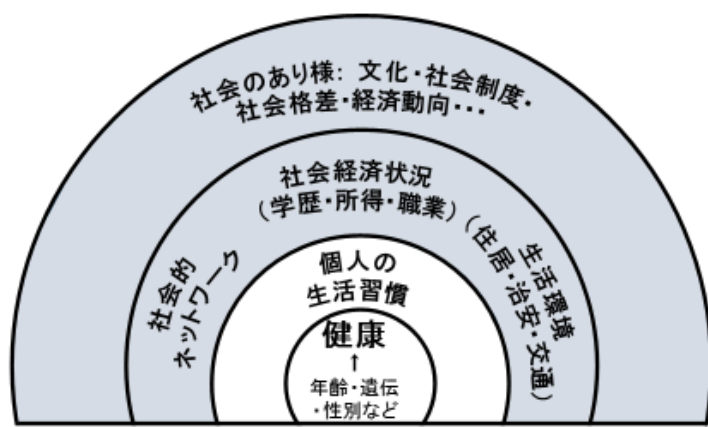 社会のあり様: 文化・社会制度・
社会格差・経済動向・・・
社会経済状況
(学歴・所得・職業)
社会的
ネットワーク
生活環境
(住居・治安・交通)
個人の
生活習慣
健康
↑
年齢・遺伝
・性別など